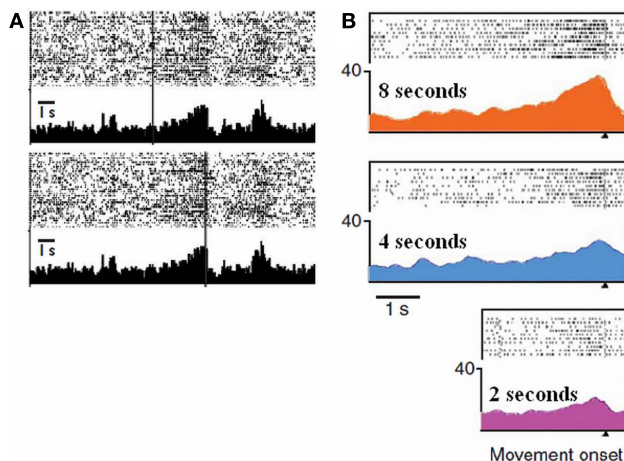 A
1 s
1 s
B
40
8 seconds
40
4 seconds
1 s
40
2 seconds
Movement onset